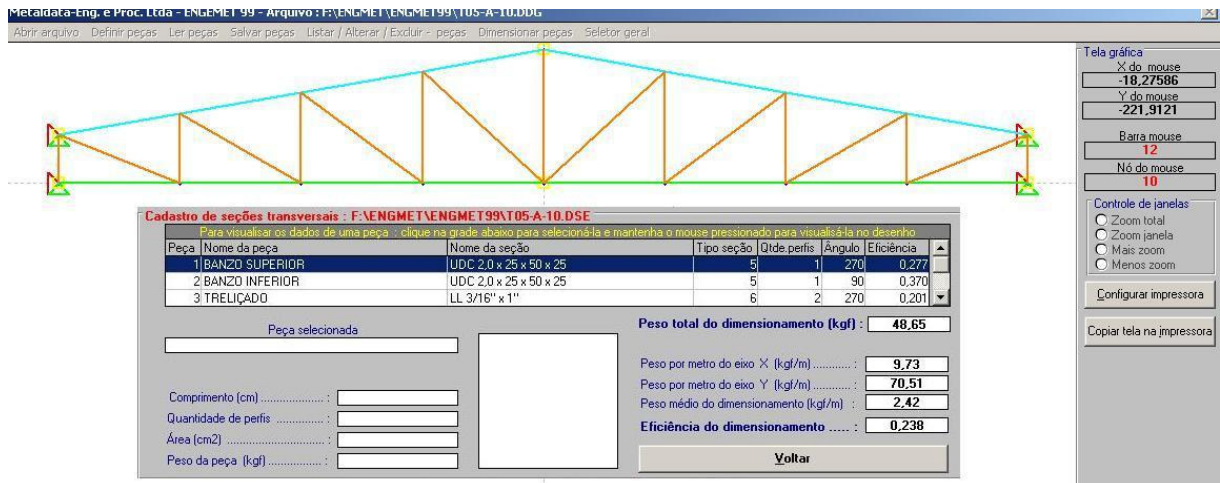 Metaldata-Eng. e Proc. Ltda - ENGEMET 99 - Arquivo : F:\ENGMET\ENGMET99\T05-A-10.DDG
Abrir arquivo Definir peças Ler peças Salvar peças Listar / Alterar / Excluir - peças Dimensionar peças Seletor geral
Tela gráfica
X do mouse
-18,27586
Y do mouse
-221,9121
Barra mouse
12
Nó do mouse
10
Controle de janelas
Zoom total
Zoom janela
Mais zoom
Menos zoom
Configurar impressora
Copiar tela na impressora
Cadastro de seções transversais : F:\ENGMET\ENGMET99\T05-A-10.DSE
Para visualisar os dados de uma peça : clique na grade abaixo para selecioná-la e mantenha o mouse pressionado para visualisá-la no desenho
Peça Nome da peça Nome da seção Tipo seção Qtde.perfis Ângulo Eficiência
1 BANZO SUPERIOR UDC 2,0 x 25 x 50 x 25 5 1 270 0,277
2 BANZO INFERIOR UDC 2,0 x 25 x 50 x 25 5 1 90 0,370
3 TRELIÇADO LL 3/16" x 1" 6 2 270 0,201
Peça selecionada
Comprimento (cm) .................... :
Quantidade de perfis .............. :
Área (cm2) ............................. :
Peso da peça (kgf) ................. :
Peso total do dimensionamento (kgf) : 48,65
Peso por metro do eixo X (kgf/m) ............ : 9,73
Peso por metro do eixo Y (kgf/m) ............ : 70,51
Peso médio do dimensionamento (kgf/m) : 2,42
Eficiência do dimensionamento ..... : 0,238
Voltar